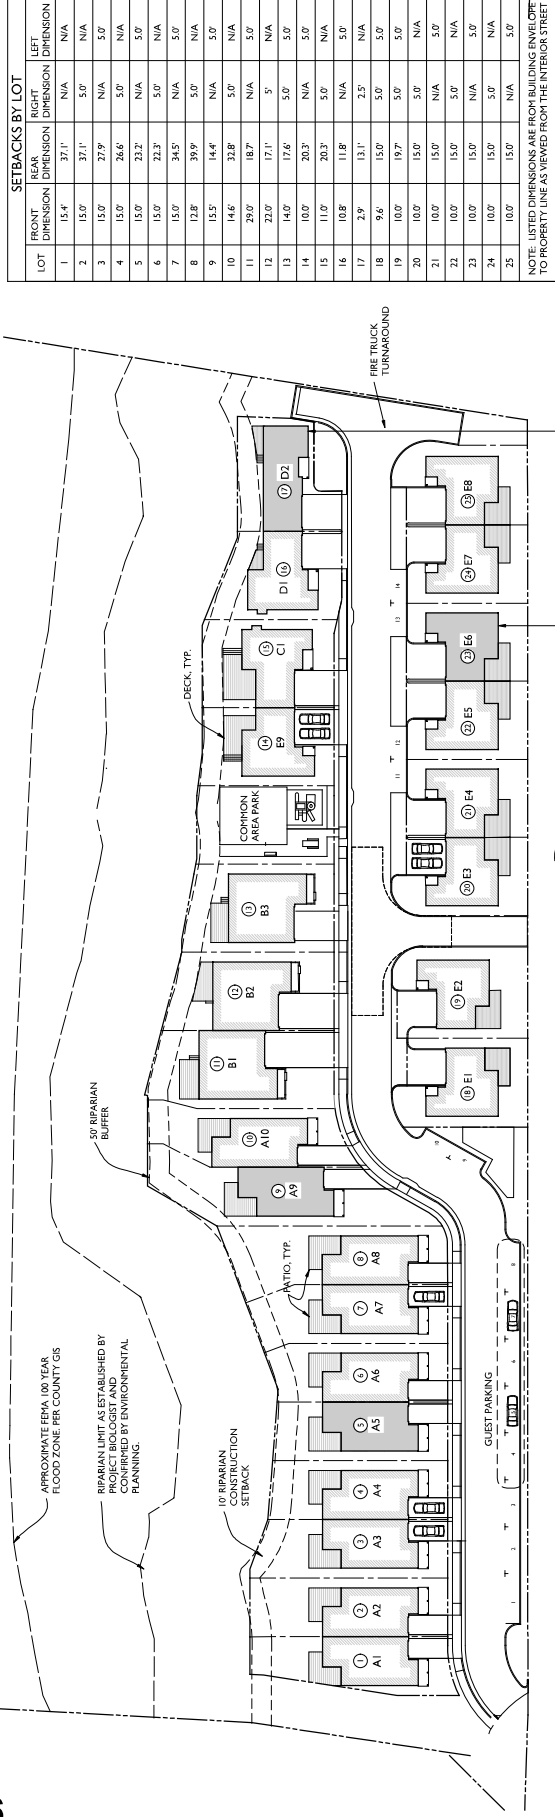 SETBACKS BY LOT
LOT FRONT DIMENSION REAR DIMENSION RIGHT DIMENSION LEFT DIMENSION
1 15.4' 37.1' N/A N/A
2 15.0' 37.1' 5.0' N/A
3 15.0' 27.9' N/A 5.0'
4 15.0' 26.6' 5.0' N/A
5 15.0' 23.2' N/A 5.0'
6 15.0' 22.3' 5.0' N/A
7 15.0' 34.5' N/A 5.0'
8 12.8' 39.9' 5.0' N/A
9 15.5' 14.4' N/A 5.0'
10 14.6' 32.8' 5.0' N/A
11 29.0' 18.7' N/A 5.0'
12 22.0' 17.1' 5' N/A
13 14.0' 17.6' 5.0' 5.0'
14 10.0' 20.3' N/A 5.0'
15 11.0' 20.3' 5.0' N/A
16 10.8' 11.8' N/A 5.0'
17 2.9' 13.1' 2.5' N/A
18 9.6' 15.0' 5.0' 5.0'
19 10.0' 19.7' 5.0' 5.0'
20 10.0' 15.0' 5.0' N/A
21 10.0' 15.0' N/A 5.0'
22 10.0' 15.0' 5.0' N/A
23 10.0' 15.0' N/A 5.0'
24 10.0' 15.0' 5.0' N/A
25 10.0' 15.0' N/A 5.0'
NOTE: LISTED DIMENSIONS ARE FROM BUILDING ENVELOPE
TO PROPERTY LINE AS VIEWED FROM THE INTERIOR STREET
APPROXIMATE FEMA 100 YEAR
FLOOD ZONE. PER COUNTY GIS
RIPARIAN LIMIT AS ESTABLISHED BY
PROJECT BIOLOGIST AND
CONFIRMED BY ENVIRONMENTAL
PLANNING.
50' RIPARIAN
BUFFER
10' RIPARIAN
CONSTRUCTION
SETBACK
PATIO, TYP.
DECK, TYP.
COMMON
AREA PARK
FIRE TRUCK
TURNAROUND
1 A1
2 A2
3 A3
4 A4
5 A5
6 A6
7 A7
8 A8
9 A9
10 A10
11 B1
12 B2
13 B3
14 E9
15 C1
D1 16
17 D2
18 E1
19 E2
20 E3
21 E4
22 E5
23 E6
24 E7
25 E8
GUEST PARKING
1 2 3 4 5 6 7 8 9
11 12 13 14